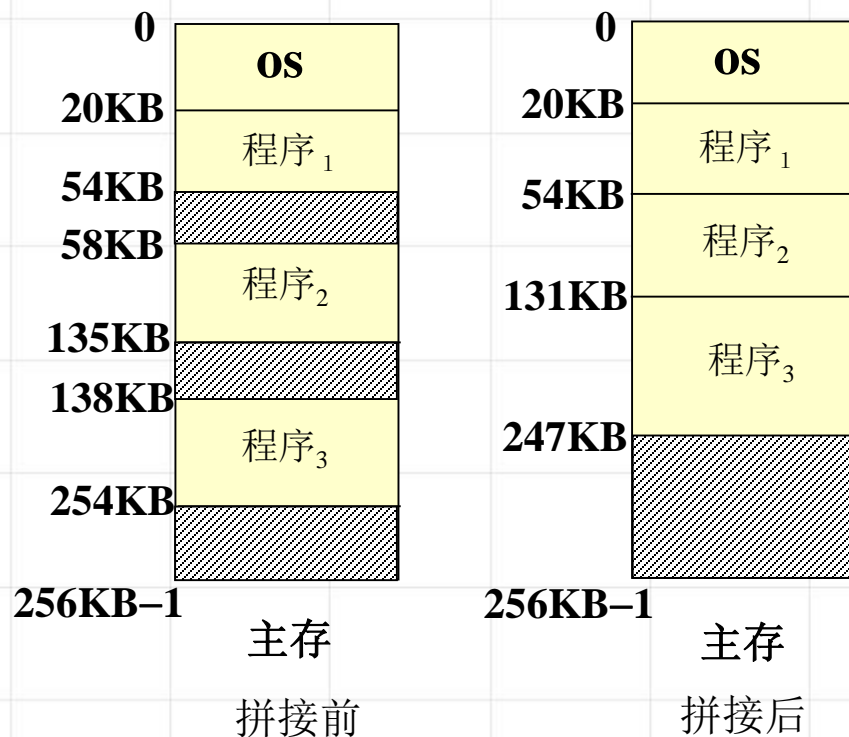 0
OS
20KB
程序1
54KB
58KB
程序2
135KB
138KB
程序3
254KB
256KB–1
主存
拼接前
0
OS
20KB
程序1
54KB
程序2
131KB
程序3
247KB
256KB–1
主存
拼接后